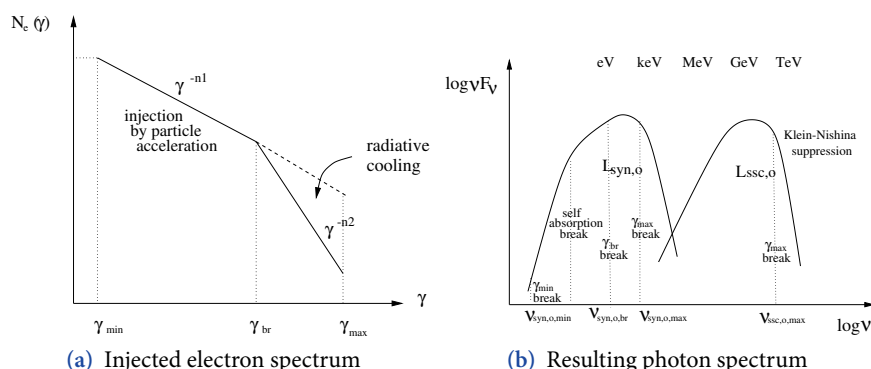 N_e (γ)
γ^-n1
injection
by particle
acceleration
radiative
cooling
γ^-n2
γ
γ_min
γ_br
γ_max
(a) Injected electron spectrum
eV keV MeV GeV TeV
logνF_ν
Klein-Nishina
suppression
L_syn,o
L_ssc,o
self
absorption
break
γ_max
break
γ_br
break
γ_max
break
γ_min
break
ν_syn,o,min
ν_syn,o,br
ν_syn,o,max
ν_ssc,o,max
logν
(b) Resulting photon spectrum